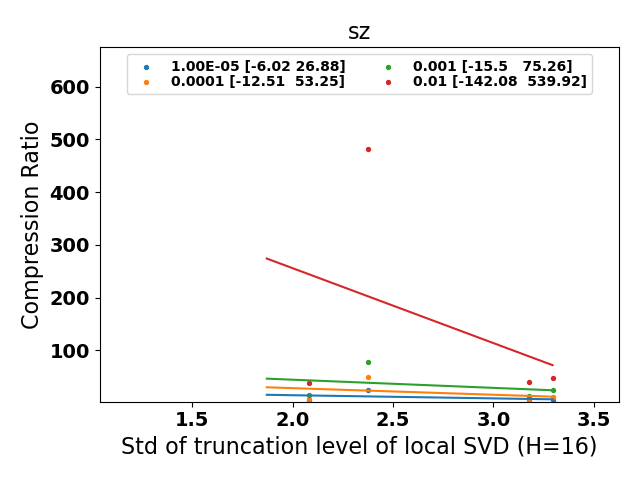 sz
1.00E-05 [-6.02 26.88]
0.0001 [-12.51  53.25]
0.001 [-15.5   75.26]
0.01 [-142.08  539.92]
Compression Ratio
600
500
400
300
200
100
1.5 2.0 2.5 3.0 3.5
Std of truncation level of local SVD (H=16)